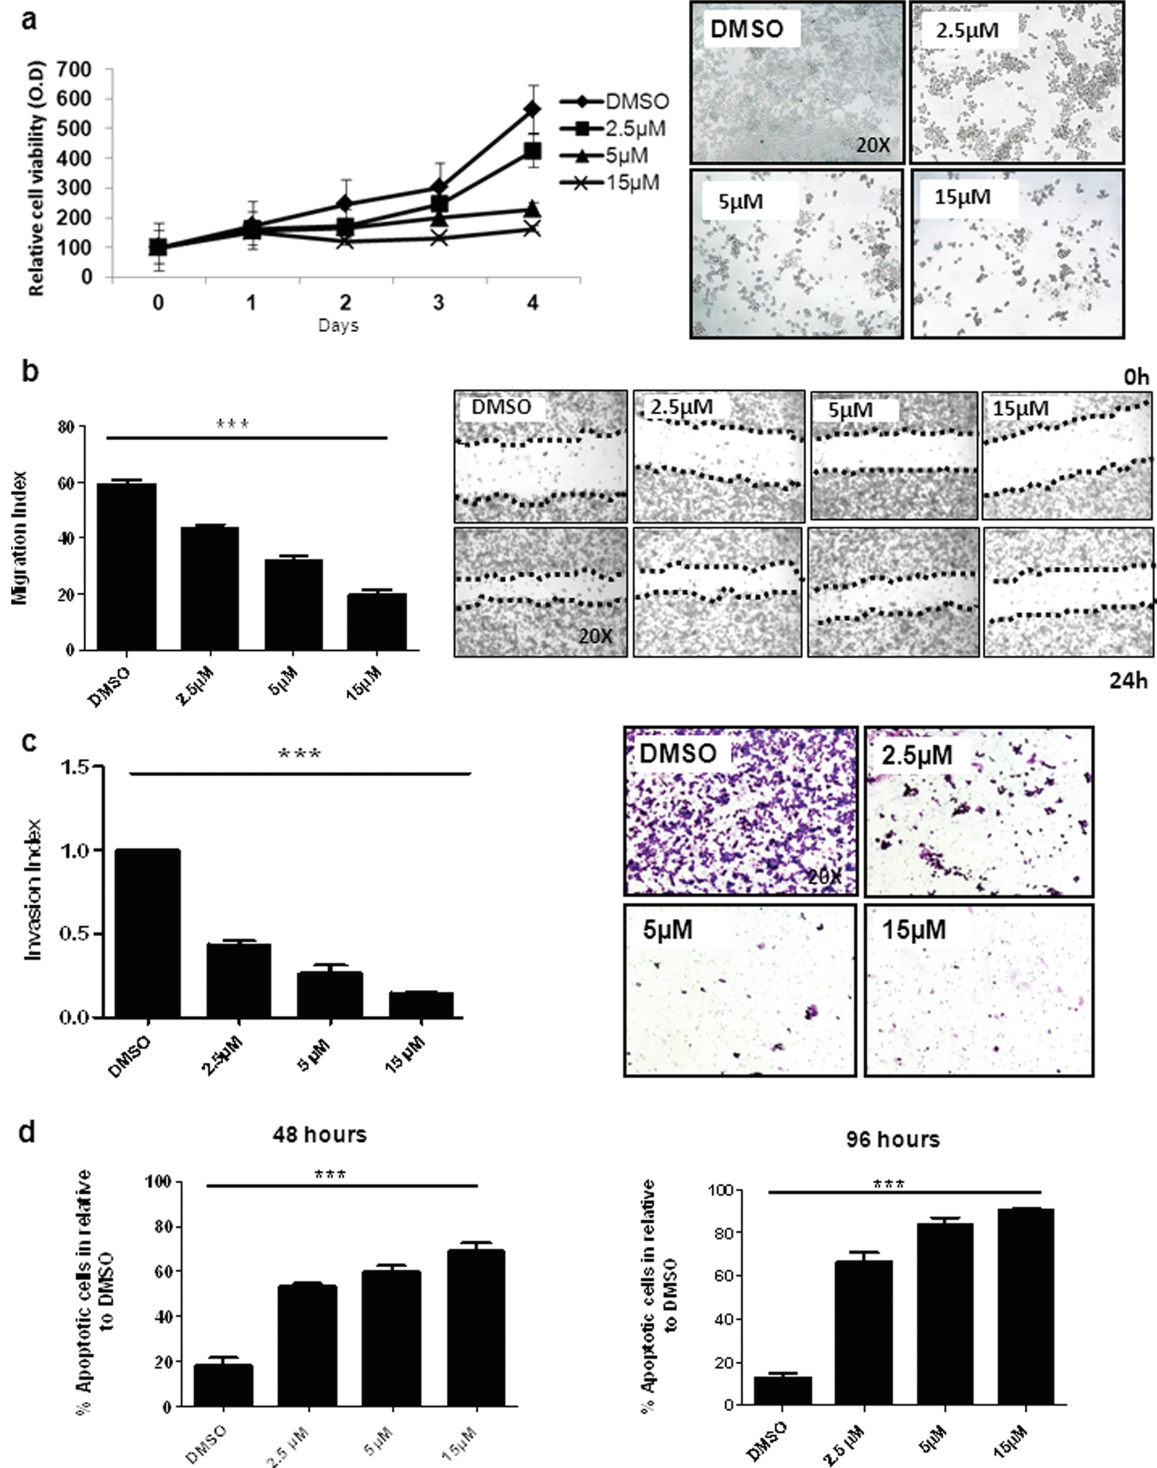 a
Relative cell viability (O.D)
700
600
500
400
300
200
100
0
0 1 2 3 4
Days
DMSO
2.5µM
5µM
15µM
DMSO
20X
2.5µM
5µM
15µM
b
0h
Migration Index
80
60
40
20
0
***
DMSO 2.5µM 5µM 15µM
DMSO 2.5µM 5µM 15µM
20X
24h
c
Invasion Index
1.5
1.0
0.5
0.0
***
DMSO 2.5µM 5 µM 15 µM
DMSO
20X
2.5µM
5µM
15µM
d
48 hours
% Apoptotic cells in relative
to DMSO
100
80
60
40
20
0
***
DMSO 2.5 µM 5µM 15µM
96 hours
% Apoptotic cells in relative
to DMSO
100
80
60
40
20
0
***
DMSO 2.5 µM 5µM 15µM